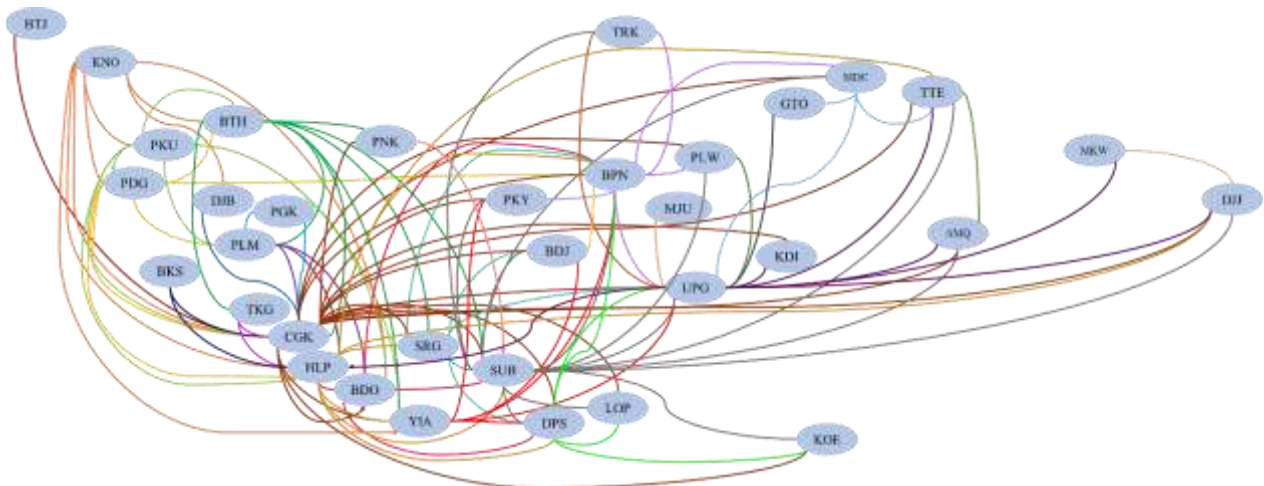 BTJ
TRK
KNO
MDC
TTE
GTO
BTH
PNK
PKU
MKW
PLW
BPN
PDG
DJB
PKY
DJJ
PGK
MJU
AMQ
PLM
BDJ
KDI
BKS
UPG
TKG
CGK
SRG
HLP
SUB
BDO
LOP
YIA
DPS
KOE